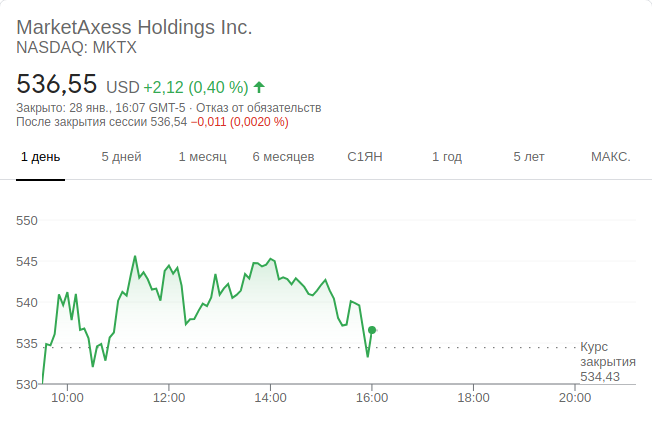 MarketAxess Holdings Inc.
NASDAQ: MKTX
536,55 USD +2,12 (0,40 %)
Закрыто: 28 янв., 16:07 GMT-5 · Отказ от обязательств
После закрытия сессии 536,54 −0,011 (0,0020 %)
1 день 5 дней 1 месяц 6 месяцев С1ЯН 1 год 5 лет МАКС.
550
545
540
535
530
Курс
закрытия
534,43
10:00 12:00 14:00 16:00 18:00 20:00